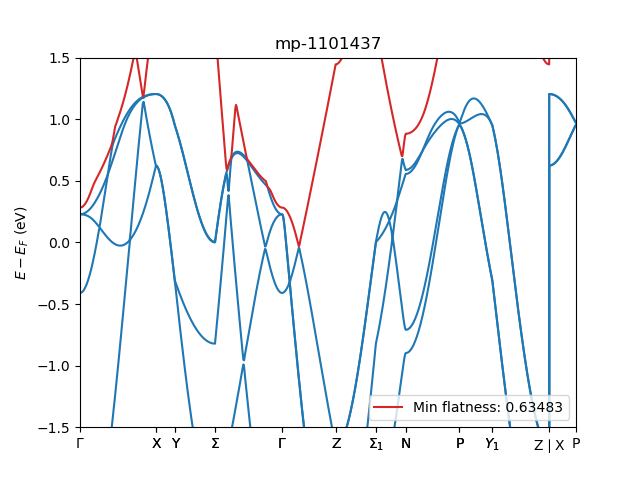 mp-1101437
E − E_F (eV)
1.5
1.0
0.5
0.0
−0.5
−1.0
−1.5
Min flatness: 0.63483
Γ X Y Σ Γ Z Σ₁ N P Y₁ Z | X P